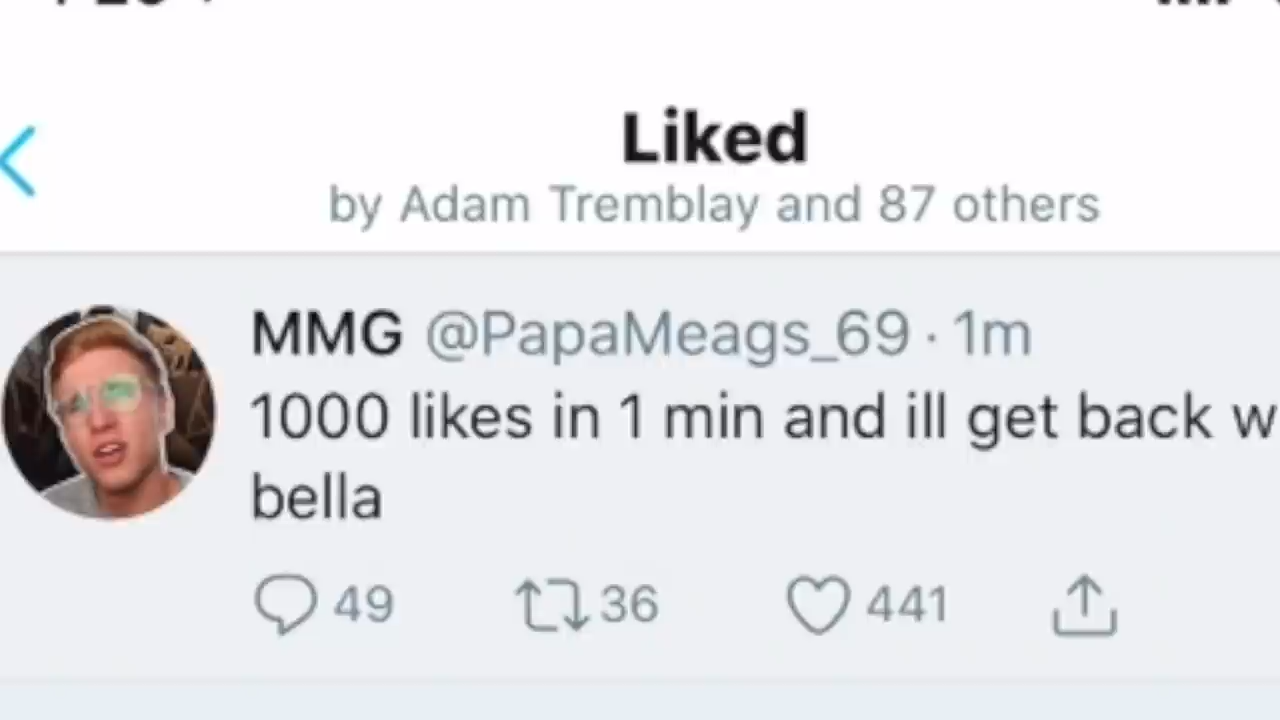 Liked
by Adam Tremblay and 87 others
MMG @PapaMeags_69 · 1m
1000 likes in 1 min and ill get back w
bella
49 36 441